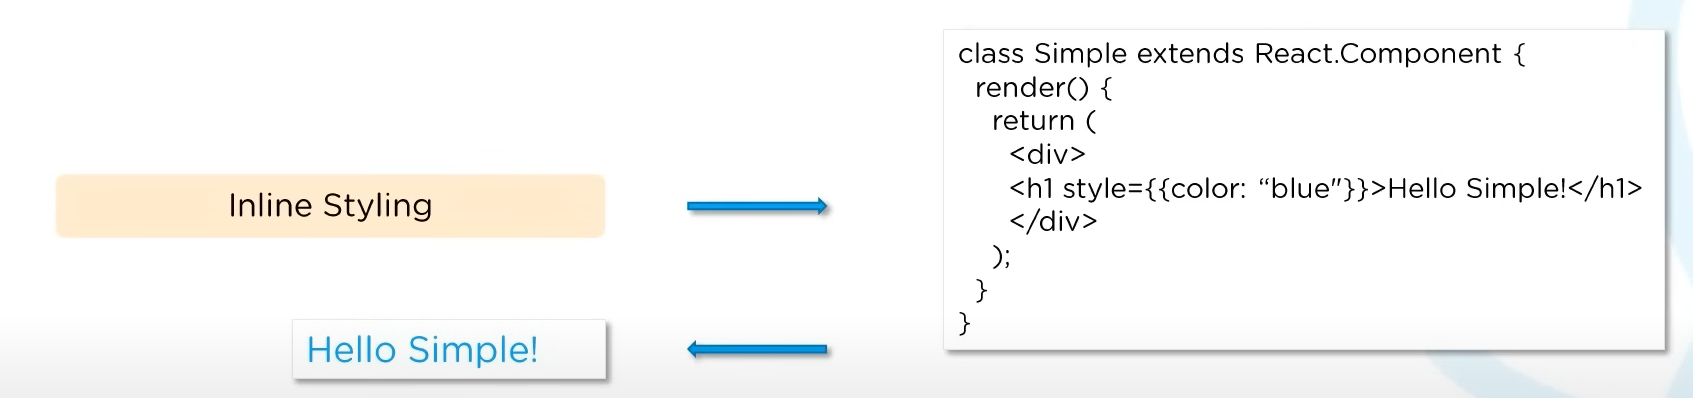 Inline Styling
class Simple extends React.Component {
render() {
return (
<div>
<h1 style={{color: “blue"}}>Hello Simple!</h1>
</div>
);
}
}
Hello Simple!